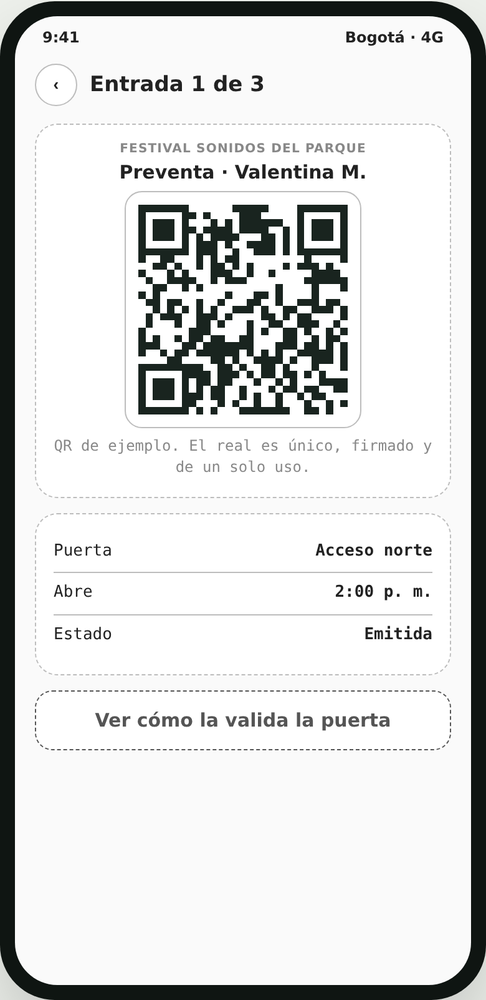 9:41
Bogotá · 4G
‹
Entrada 1 de 3
FESTIVAL SONIDOS DEL PARQUE
Preventa · Valentina M.
QR de ejemplo. El real es único, firmado y
de un solo uso.
Puerta
Acceso norte
Abre
2:00 p. m.
Estado
Emitida
Ver cómo la valida la puerta